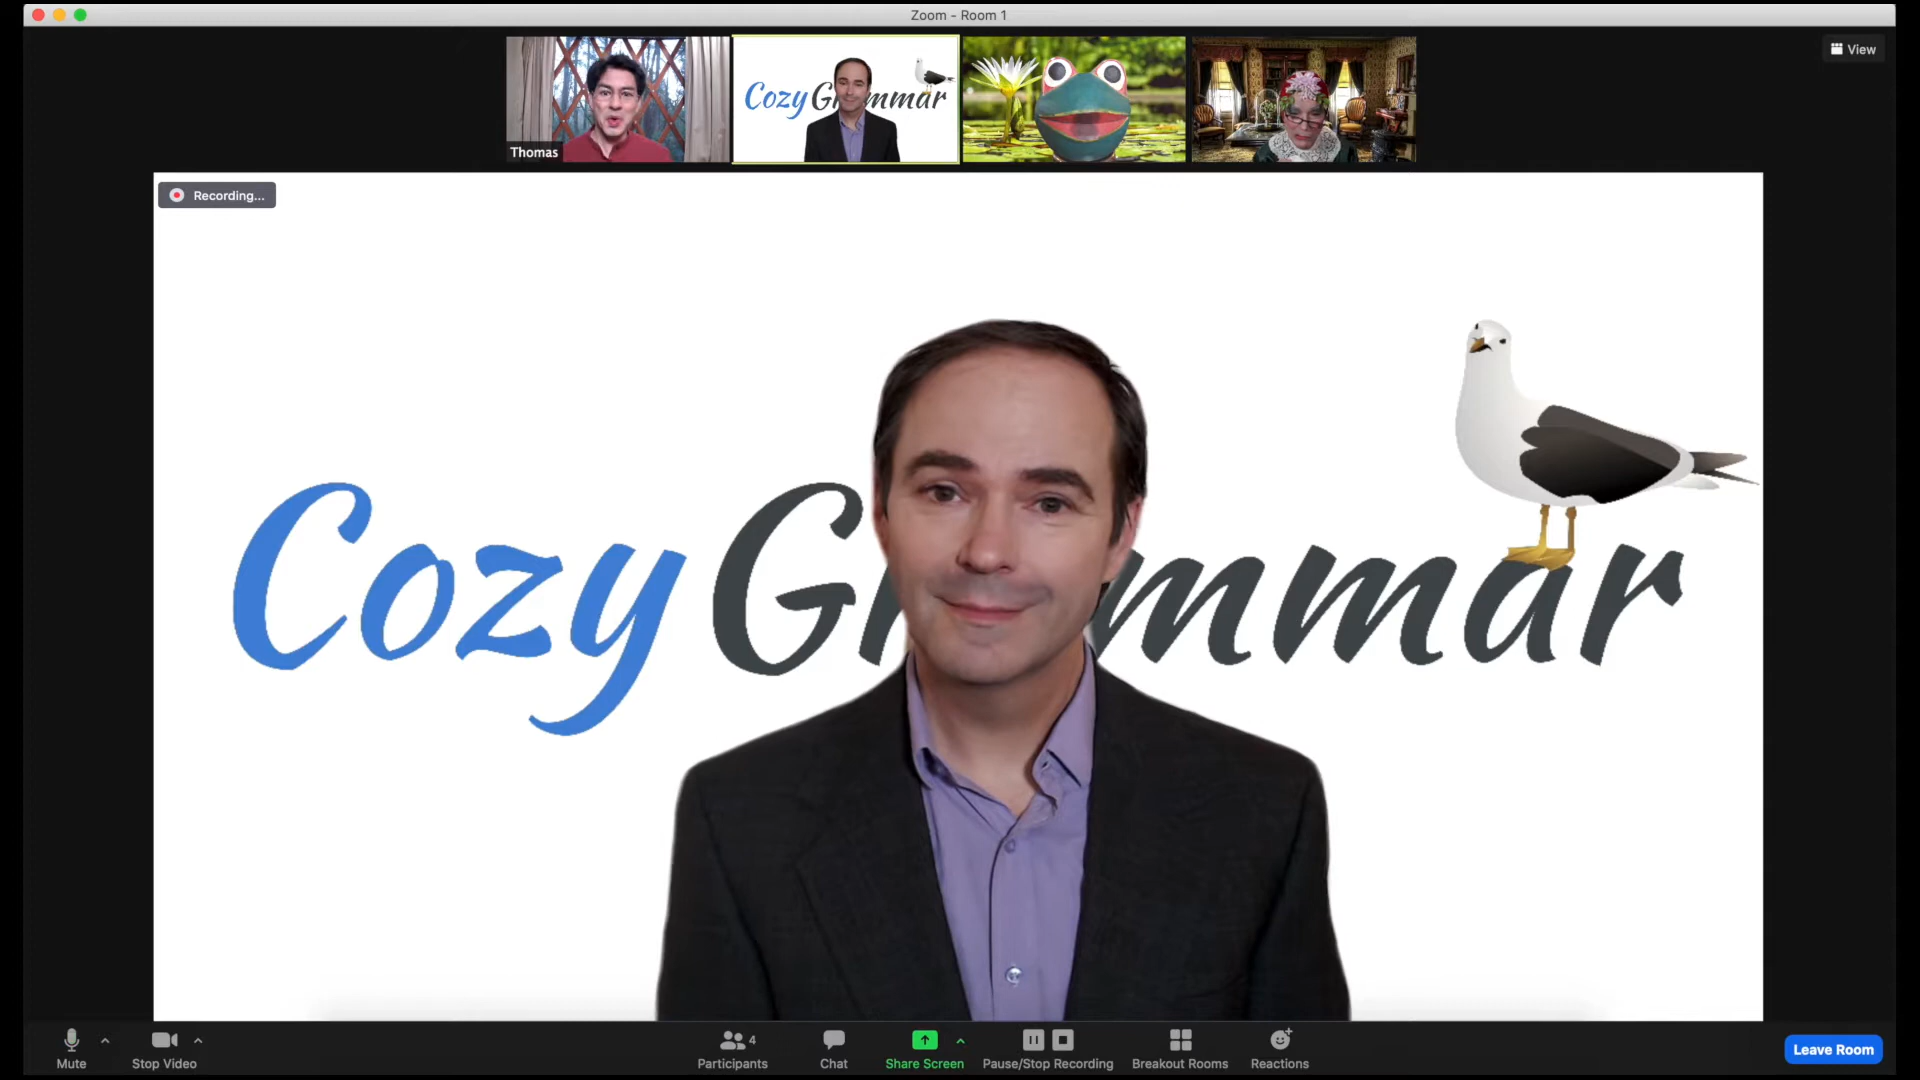 Zoom - Room 1
View
Thomas
Cozy Gr mmar
Recording...
Cozy Gr mmar
Mute
Stop Video
4
Participants
Chat
Share Screen
Pause/Stop Recording
Breakout Rooms
Reactions
Leave Room